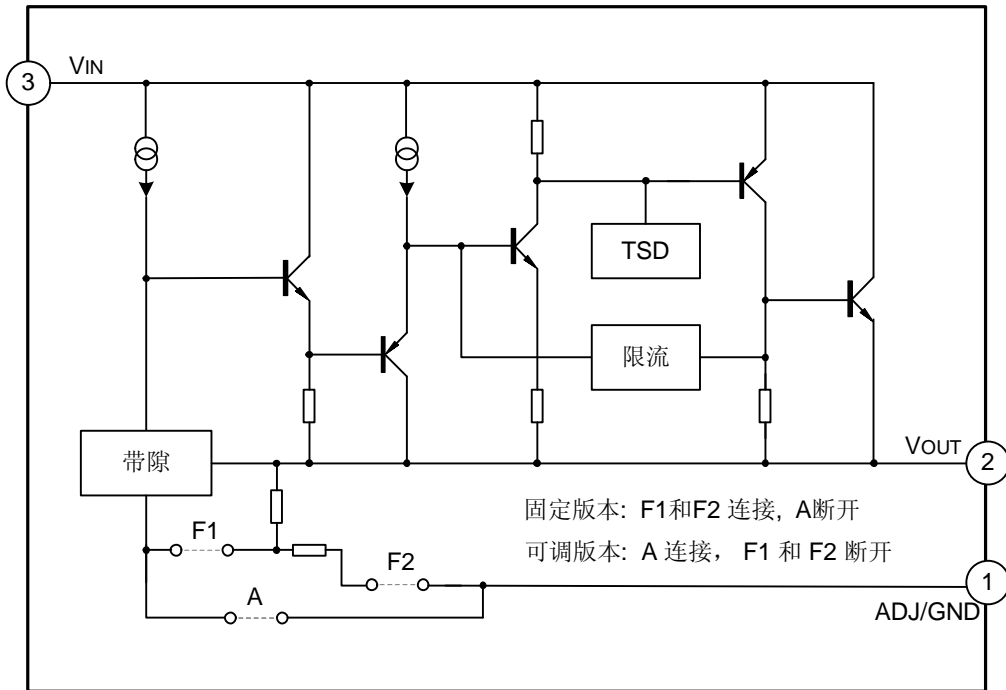 3
VIN
TSD
限流
带隙
VOUT
2
固定版本: F1和F2 连接, A断开
可调版本: A 连接, F1 和 F2 断开
F1
F2
A
1
ADJ/GND